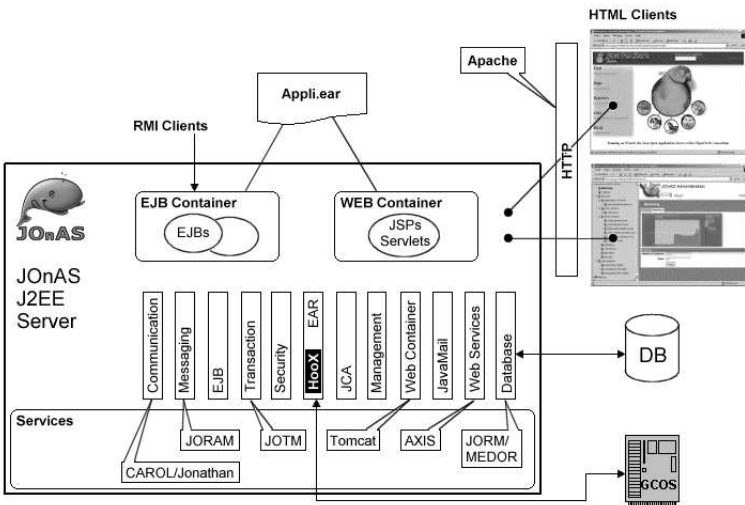 HTML Clients
Apache
Appli.ear
RMI Clients
HTTP
JOnAS Administration
EJB Container
EJBs
WEB Container
JSPs
Servlets
JOnAS
JOnAS
J2EE
Server
Communication
Messaging
EJB
Transaction
Security
HooX EAR
JCA
Management
Web Container
JavaMail
Web Services
Database
DB
Services
JORAM
JOTM
Tomcat
AXIS
JORM/
MEDOR
CAROL/Jonathan
GCOS